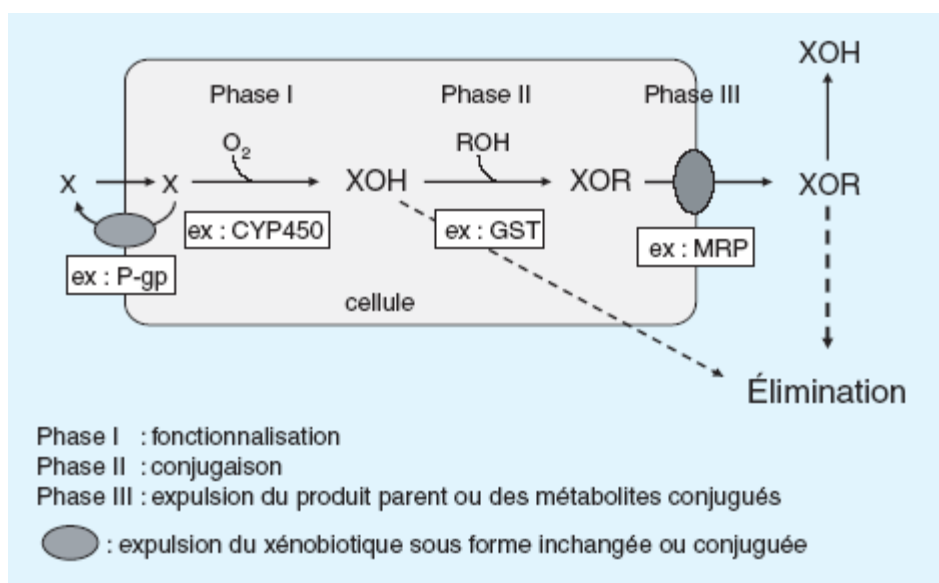 XOH
Phase I
Phase II
Phase III
O2
ROH
X
X
XOH
XOR
XOR
ex : CYP450
ex : GST
ex : MRP
ex : P-gp
cellule
Élimination
Phase I : fonctionnalisation
Phase II : conjugaison
Phase III : expulsion du produit parent ou des métabolites conjugués
: expulsion du xénobiotique sous forme inchangée ou conjuguée